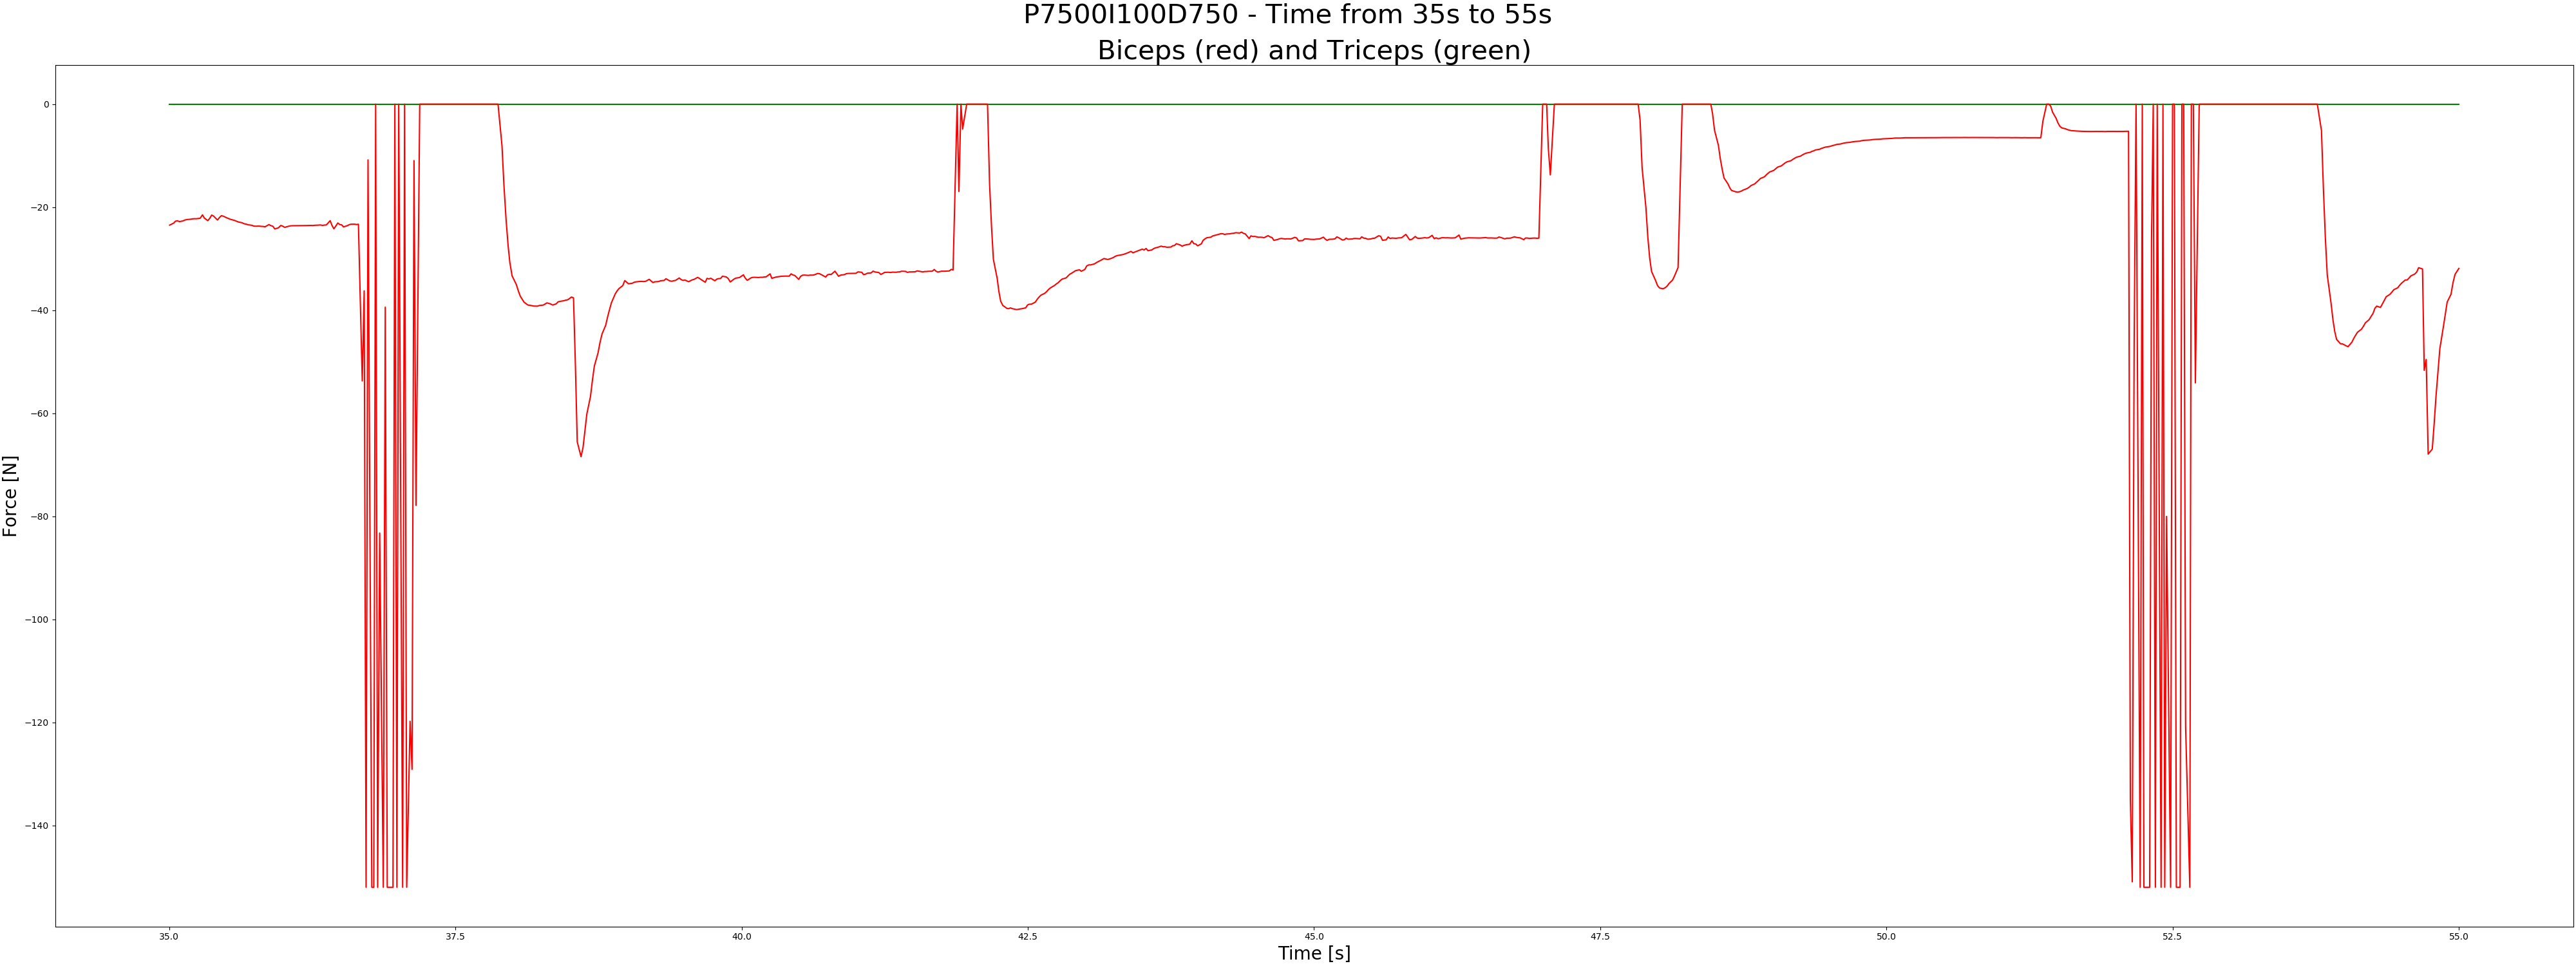 P7500I100D750 - Time from 35s to 55s
Biceps (red) and Triceps (green)
Force [N]
0
−20
−40
−60
−80
−100
−120
−140
35.0 37.5 40.0 42.5 45.0 47.5 50.0 52.5 55.0
Time [s]